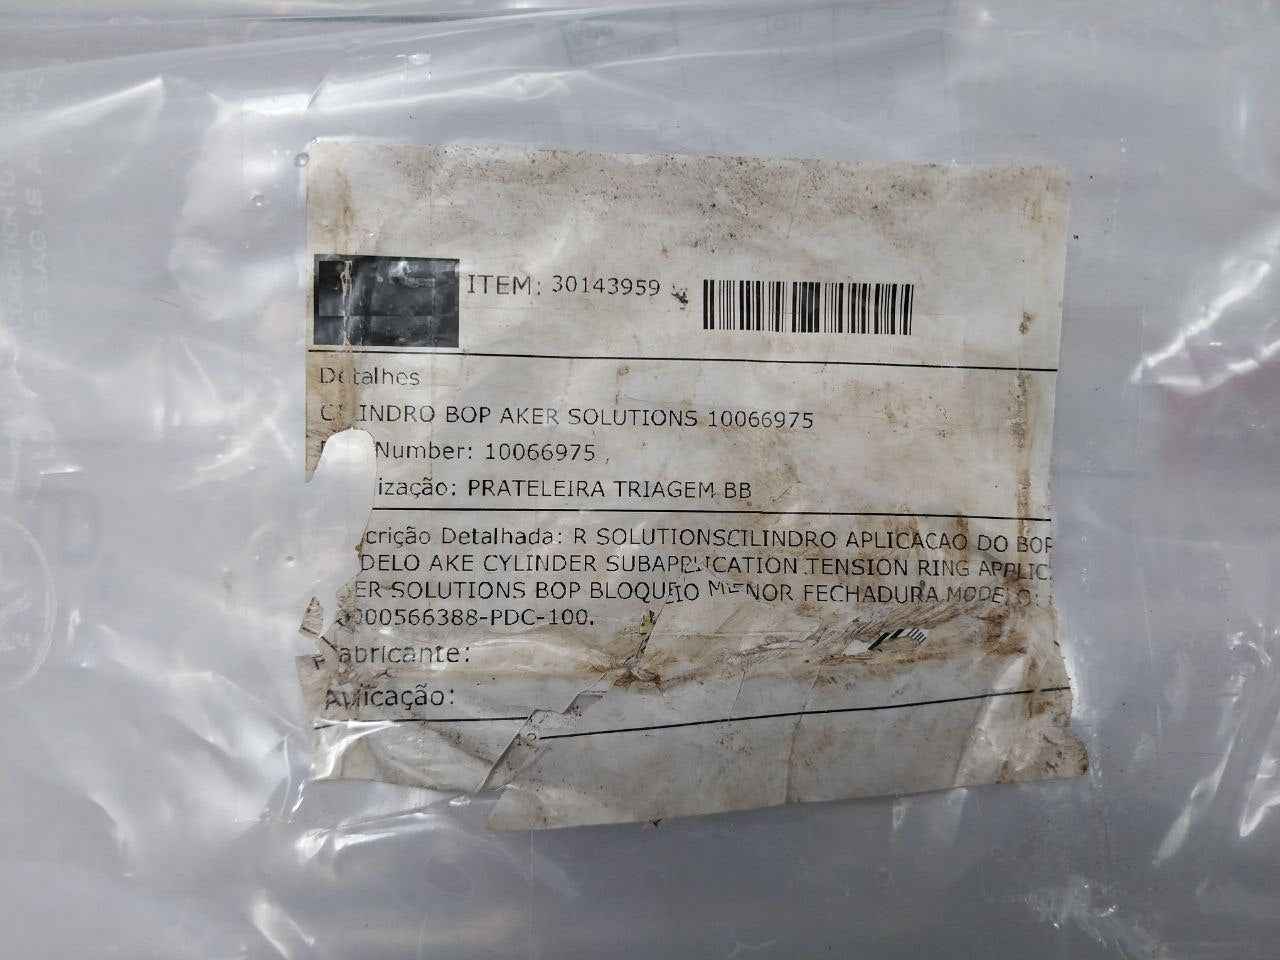 ITEM: 30143959
Detalhes
CILINDRO BOP AKER SOLUTIONS 10066975
Number: 10066975
ização: PRATELEIRA TRIAGEM BB
crição Detalhada: R SOLUTIONSCILINDRO APLICACAO DO BOP
DELO AKE CYLINDER SUBAPPLICATION TENSION RING APPLIC
ER SOLUTIONS BOP BLOQUEIO MENOR FECHADURA MODELO:
000566388-PDC-100.
Fabricante:
Aplicação: